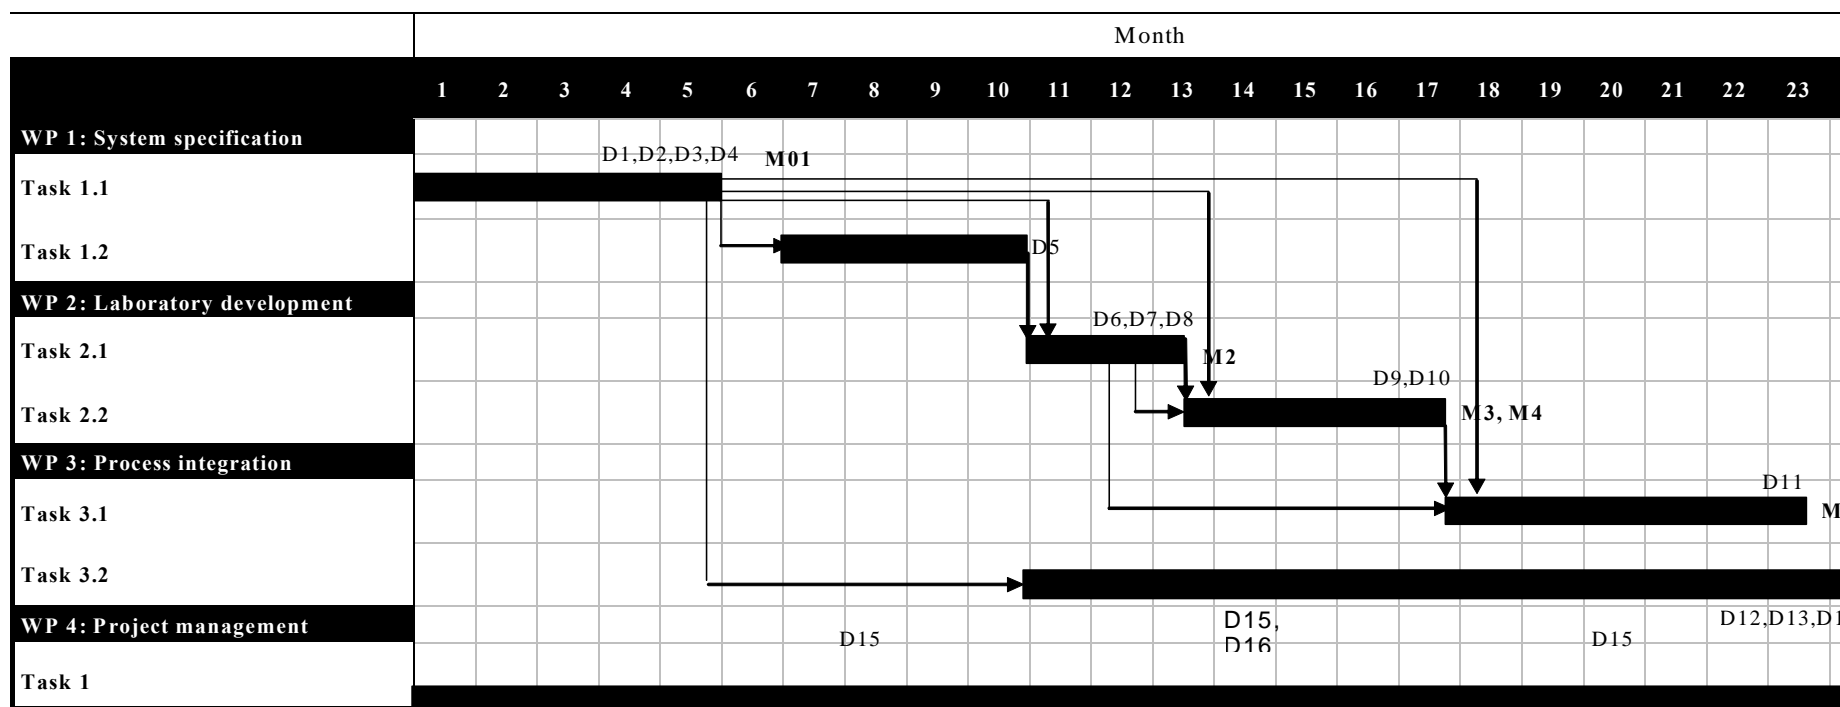 Month
1 2 3 4 5 6 7 8 9 10 11 12 13 14 15 16 17 18 19 20 21 22 23
WP 1: System specification
D1,D2,D3,D4 M01
Task 1.1
Task 1.2 D5
WP 2: Laboratory development
D6,D7,D8
Task 2.1 M2
D9,D10
Task 2.2 M3, M4
WP 3: Process integration
D11
Task 3.1 M
Task 3.2
WP 4: Project management D15 D15, D15 D12,D13,D1
D16
Task 1